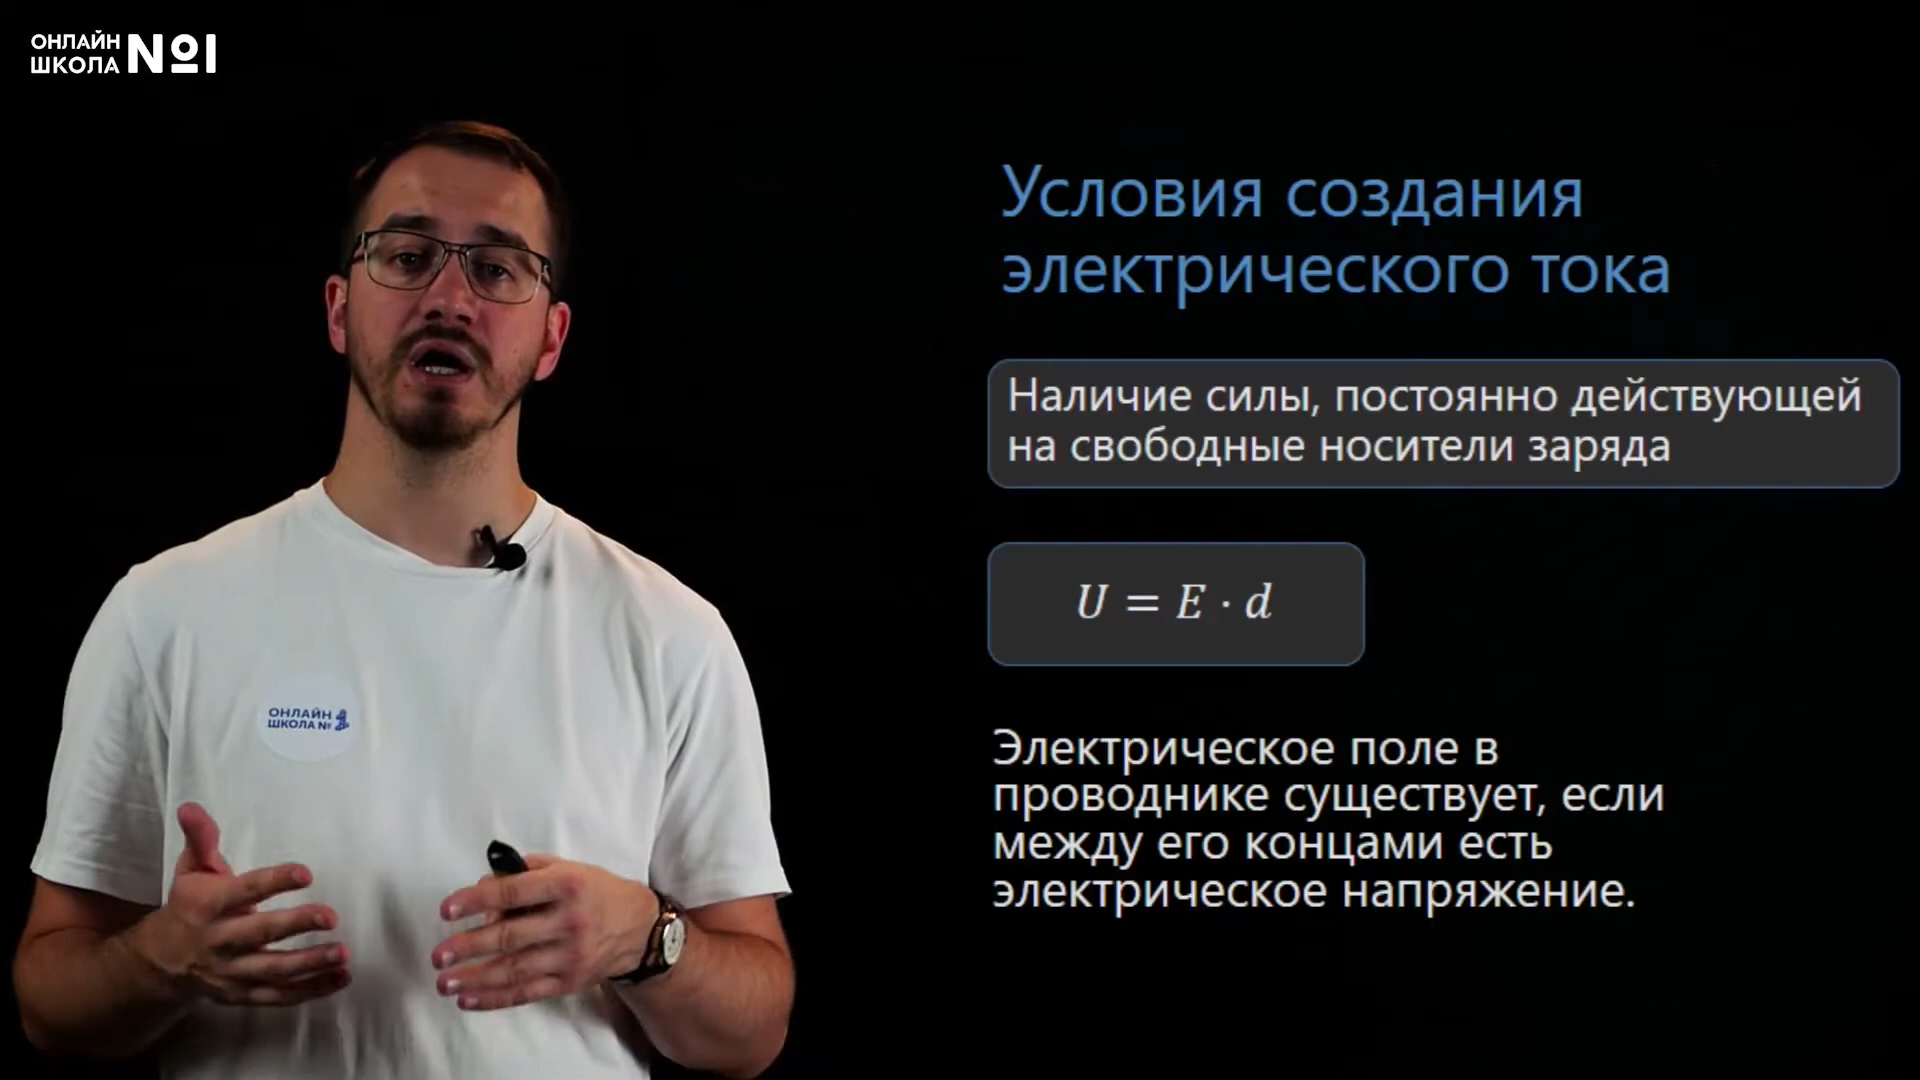 ОНЛАЙН
ШКОЛА №1
Условия создания
электрического тока
Наличие силы, постоянно действующей
на свободные носители заряда
U = E · d
Электрическое поле в
проводнике существует, если
между его концами есть
электрическое напряжение.
ОНЛАЙН
ШКОЛА № 1